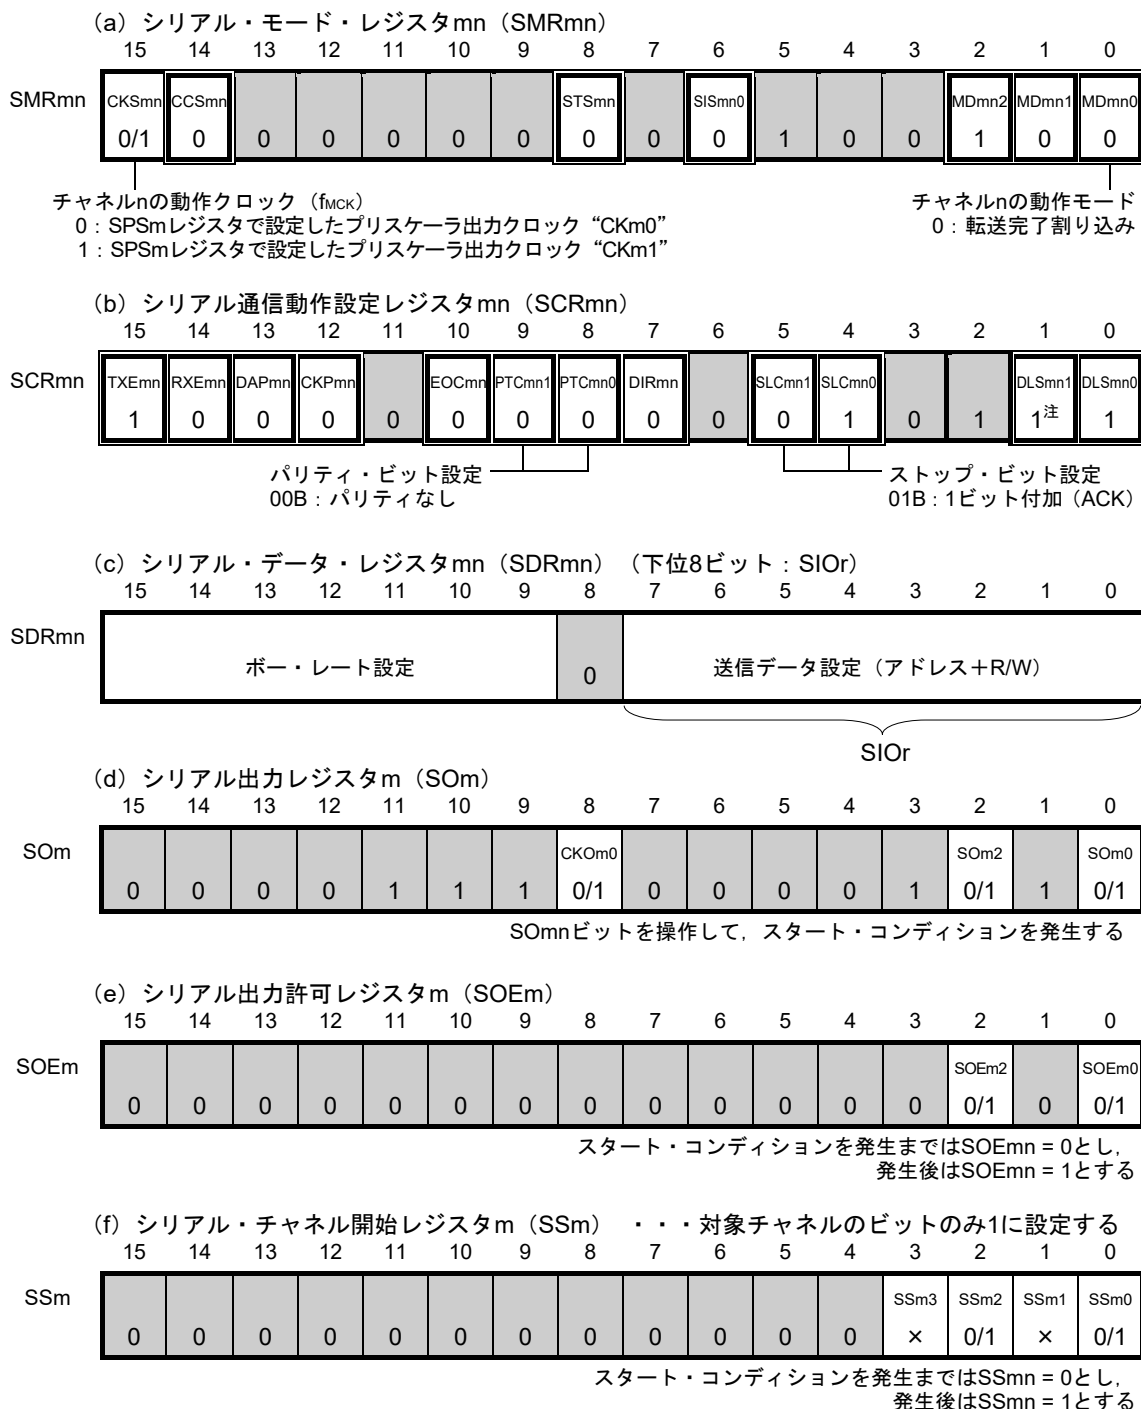 (a) シリアル・モード・レジスタmn（SMRmn）
15 14 13 12 11 10 9 8 7 6 5 4 3 2 1 0
SMRmn CKSmn CCSmn STSmn SISmn0 MDmn2 MDmn1 MDmn0
0/1 0 0 0 0 0 0 0 0 0 1 0 0 1 0 0
チャネルnの動作クロック（fMCK）
0：SPSmレジスタで設定したプリスケーラ出力クロック“CKm0”
1：SPSmレジスタで設定したプリスケーラ出力クロック“CKm1”
チャネルnの動作モード
0：転送完了割り込み
(b) シリアル通信動作設定レジスタmn（SCRmn）
15 14 13 12 11 10 9 8 7 6 5 4 3 2 1 0
SCRmn TXEmn RXEmn DAPmn CKPmn EOCmn PTCmn1 PTCmn0 DIRmn SLCmn1 SLCmn0 DLSmn1 DLSmn0
1 0 0 0 0 0 0 0 0 0 0 1 0 1 1注 1
パリティ・ビット設定
00B：パリティなし
ストップ・ビット設定
01B：1ビット付加（ACK）
(c) シリアル・データ・レジスタmn（SDRmn）（下位8ビット：SIOr）
15 14 13 12 11 10 9 8 7 6 5 4 3 2 1 0
SDRmn
ボー・レート設定 0 送信データ設定（アドレス＋R/W）
SIOr
(d) シリアル出力レジスタm（SOm）
15 14 13 12 11 10 9 8 7 6 5 4 3 2 1 0
SOm CKOm0 SOm2 SOm0
0 0 0 0 1 1 1 0/1 0 0 0 0 1 0/1 1 0/1
SOmnビットを操作して，スタート・コンディションを発生する
(e) シリアル出力許可レジスタm（SOEm）
15 14 13 12 11 10 9 8 7 6 5 4 3 2 1 0
SOEm SOEm2 SOEm0
0 0 0 0 0 0 0 0 0 0 0 0 0 0/1 0 0/1
スタート・コンディションを発生まではSOEmn = 0とし，
発生後はSOEmn = 1とする
(f) シリアル・チャネル開始レジスタm（SSm） ・・・対象チャネルのビットのみ1に設定する
15 14 13 12 11 10 9 8 7 6 5 4 3 2 1 0
SSm SSm3 SSm2 SSm1 SSm0
0 0 0 0 0 0 0 0 0 0 0 0 × 0/1 × 0/1
スタート・コンディションを発生まではSSmn = 0とし，
発生後はSSmn = 1とする